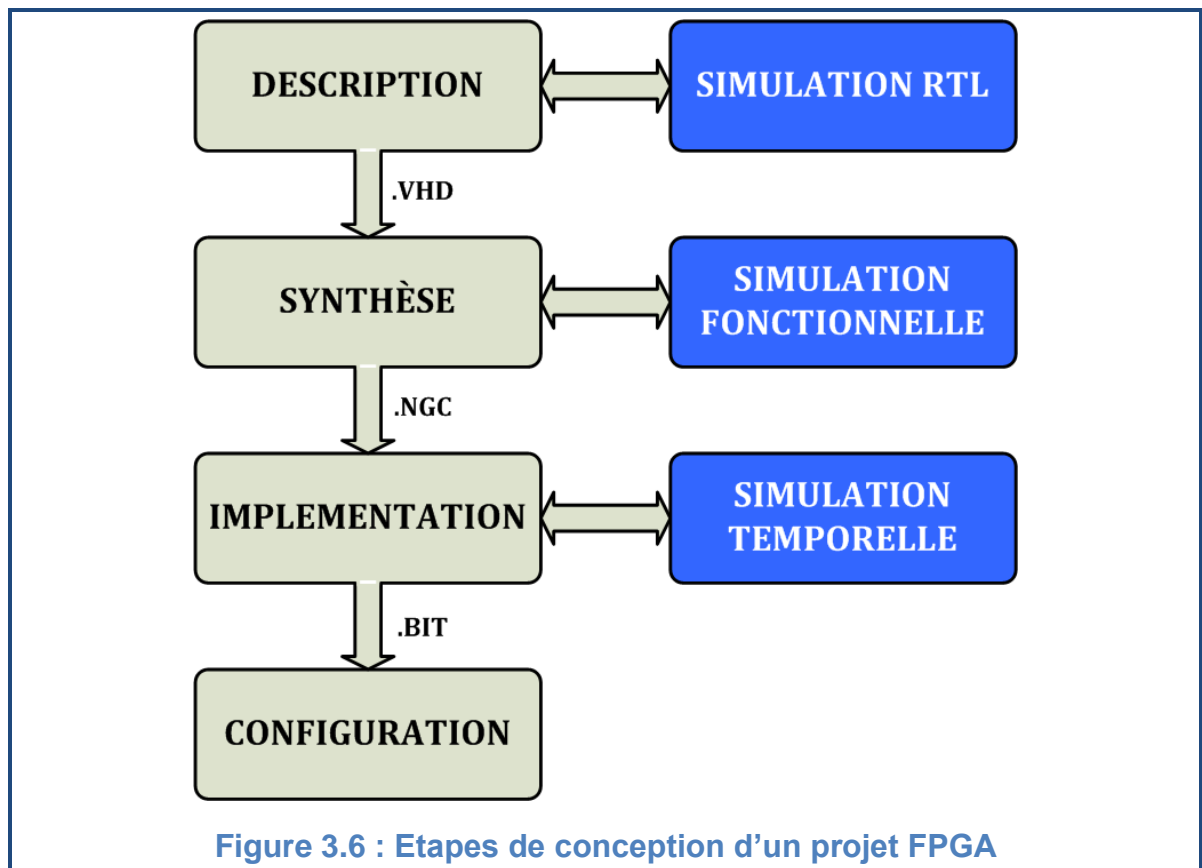 DESCRIPTION
SIMULATION RTL
.VHD
SYNTHÈSE
SIMULATION
FONCTIONNELLE
.NGC
IMPLEMENTATION
SIMULATION
TEMPORELLE
.BIT
CONFIGURATION
Figure 3.6 : Etapes de conception d'un projet FPGA